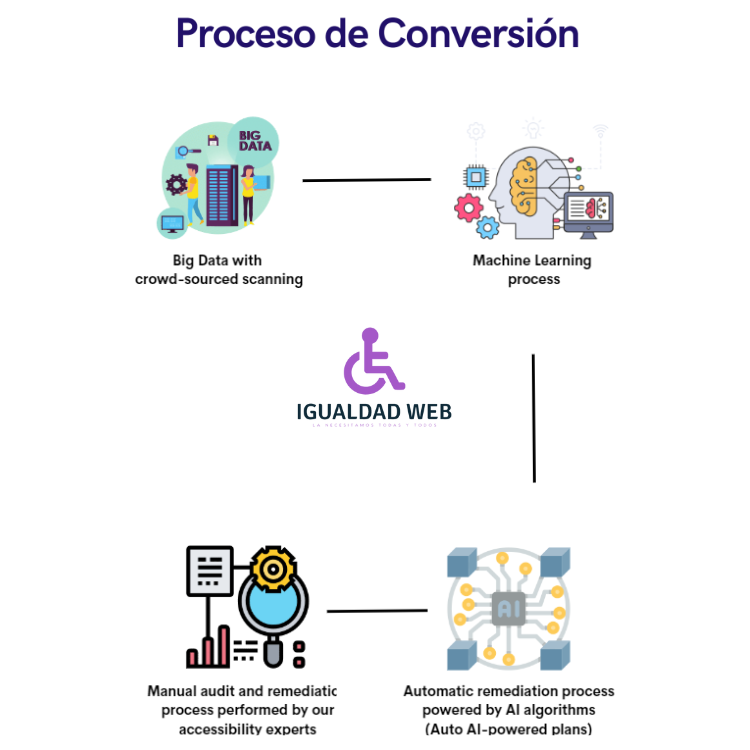 Proceso de Conversión
BIG
DATA
Big Data with
crowd-sourced scanning
Machine Learning
process
IGUALDAD WEB
LA NECESITAMOS TODAS Y TODOS
AI
Manual audit and remediatic
process performed by our
accessibility experts
Automatic remediation process
powered by AI algorithms
(Auto AI-powered plans)